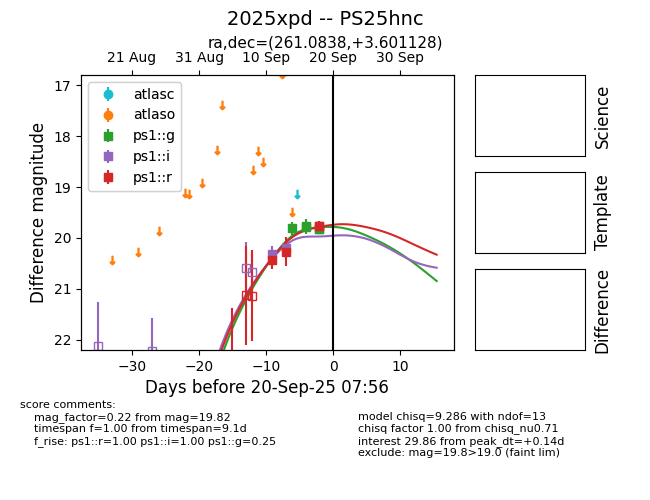 2025xpd -- PS25hnc
ra,dec=(261.0838,+3.601128)
21 Aug 31 Aug 10 Sep 20 Sep 30 Sep
atlasc
atlaso
ps1::g
ps1::i
ps1::r
Difference magnitude
17
18
19
20
21
22
−30 −20 −10 0 10
Days before 20-Sep-25 07:56
Science
Template
Difference
score comments:
mag_factor=0.22 from mag=19.82
timespan f=1.00 from timespan=9.1d
f_rise: ps1::r=1.00 ps1::i=1.00 ps1::g=0.25
model chisq=9.286 with ndof=13
chisq factor 1.00 from chisq_nu0.71
interest 29.86 from peak_dt=+0.14d
exclude: mag=19.8>19.0 (faint lim)